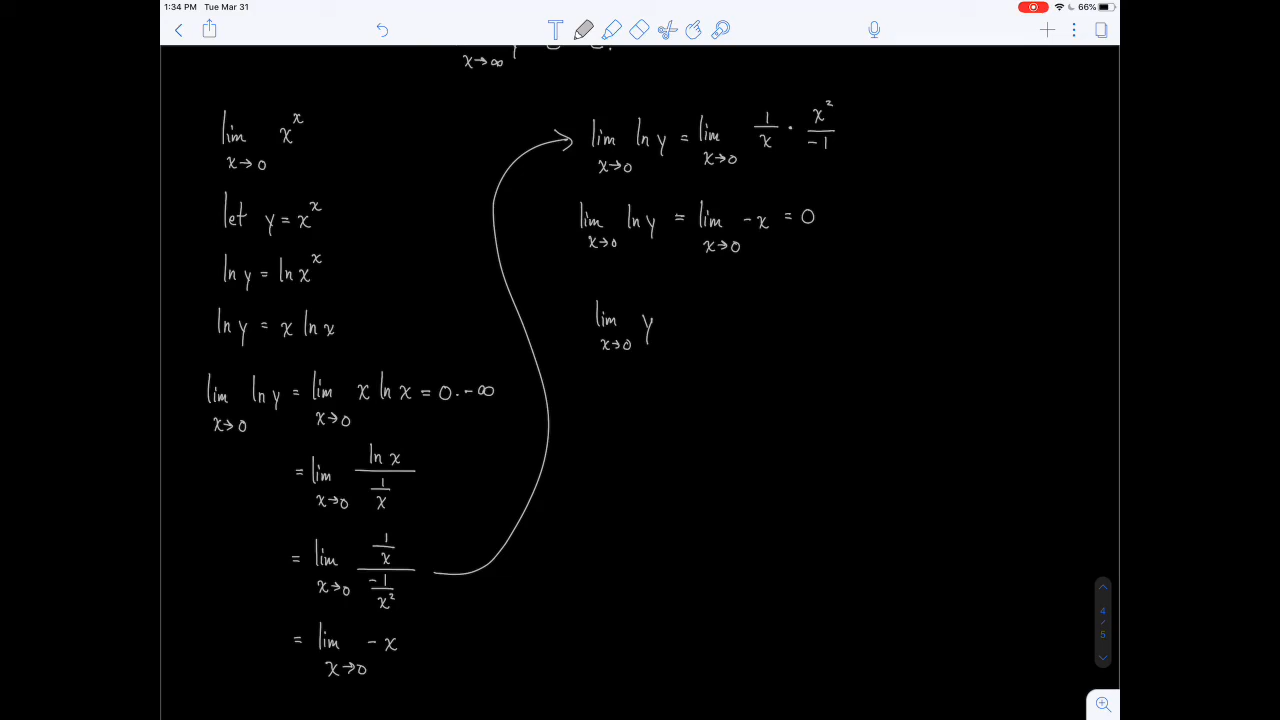 1:34 PM Tue Mar 31
66%
T
x→∞
lim x→0 x^x
let y = x^x
ln y = ln x^x
ln y = x ln x
lim x→0 ln y = lim x→0 x ln x = 0·-∞
= lim x→0 ln x / (1/x)
= lim x→0 (1/x) / (-1/x²)
= lim x→0 -x
lim x→0 ln y = lim x→0 1/x · x²/-1
lim x→0 ln y = lim x→0 -x = 0
lim x→0 y
4
/
5